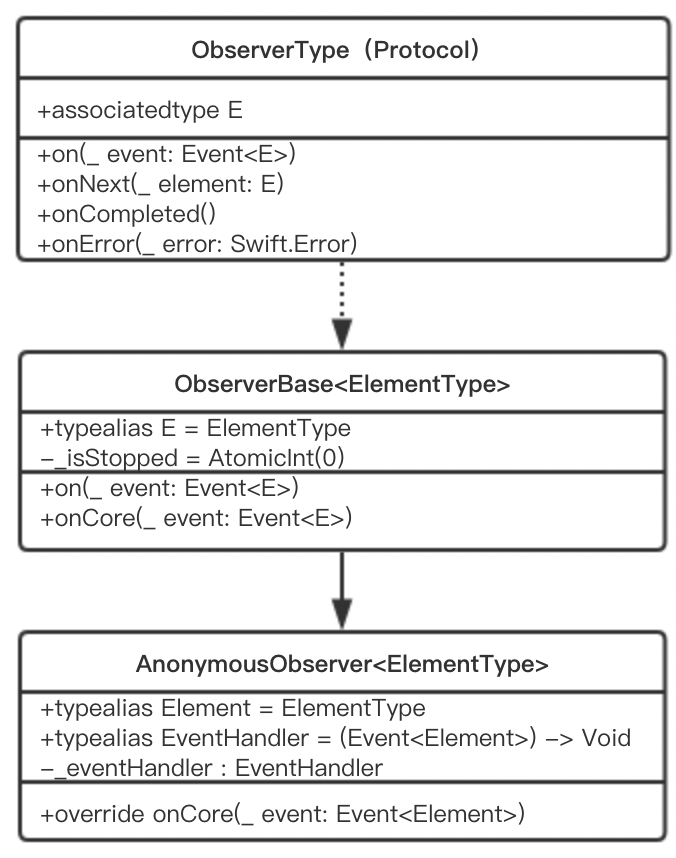 ObserverType（Protocol）
+associatedtype E
+on(_ event: Event<E>)
+onNext(_ element: E)
+onCompleted()
+onError(_ error: Swift.Error)
ObserverBase<ElementType>
+typealias E = ElementType
-_isStopped = AtomicInt(0)
+on(_ event: Event<E>)
+onCore(_ event: Event<E>)
AnonymousObserver<ElementType>
+typealias Element = ElementType
+typealias EventHandler = (Event<Element>) -> Void
-_eventHandler : EventHandler
+override onCore(_ event: Event<Element>)